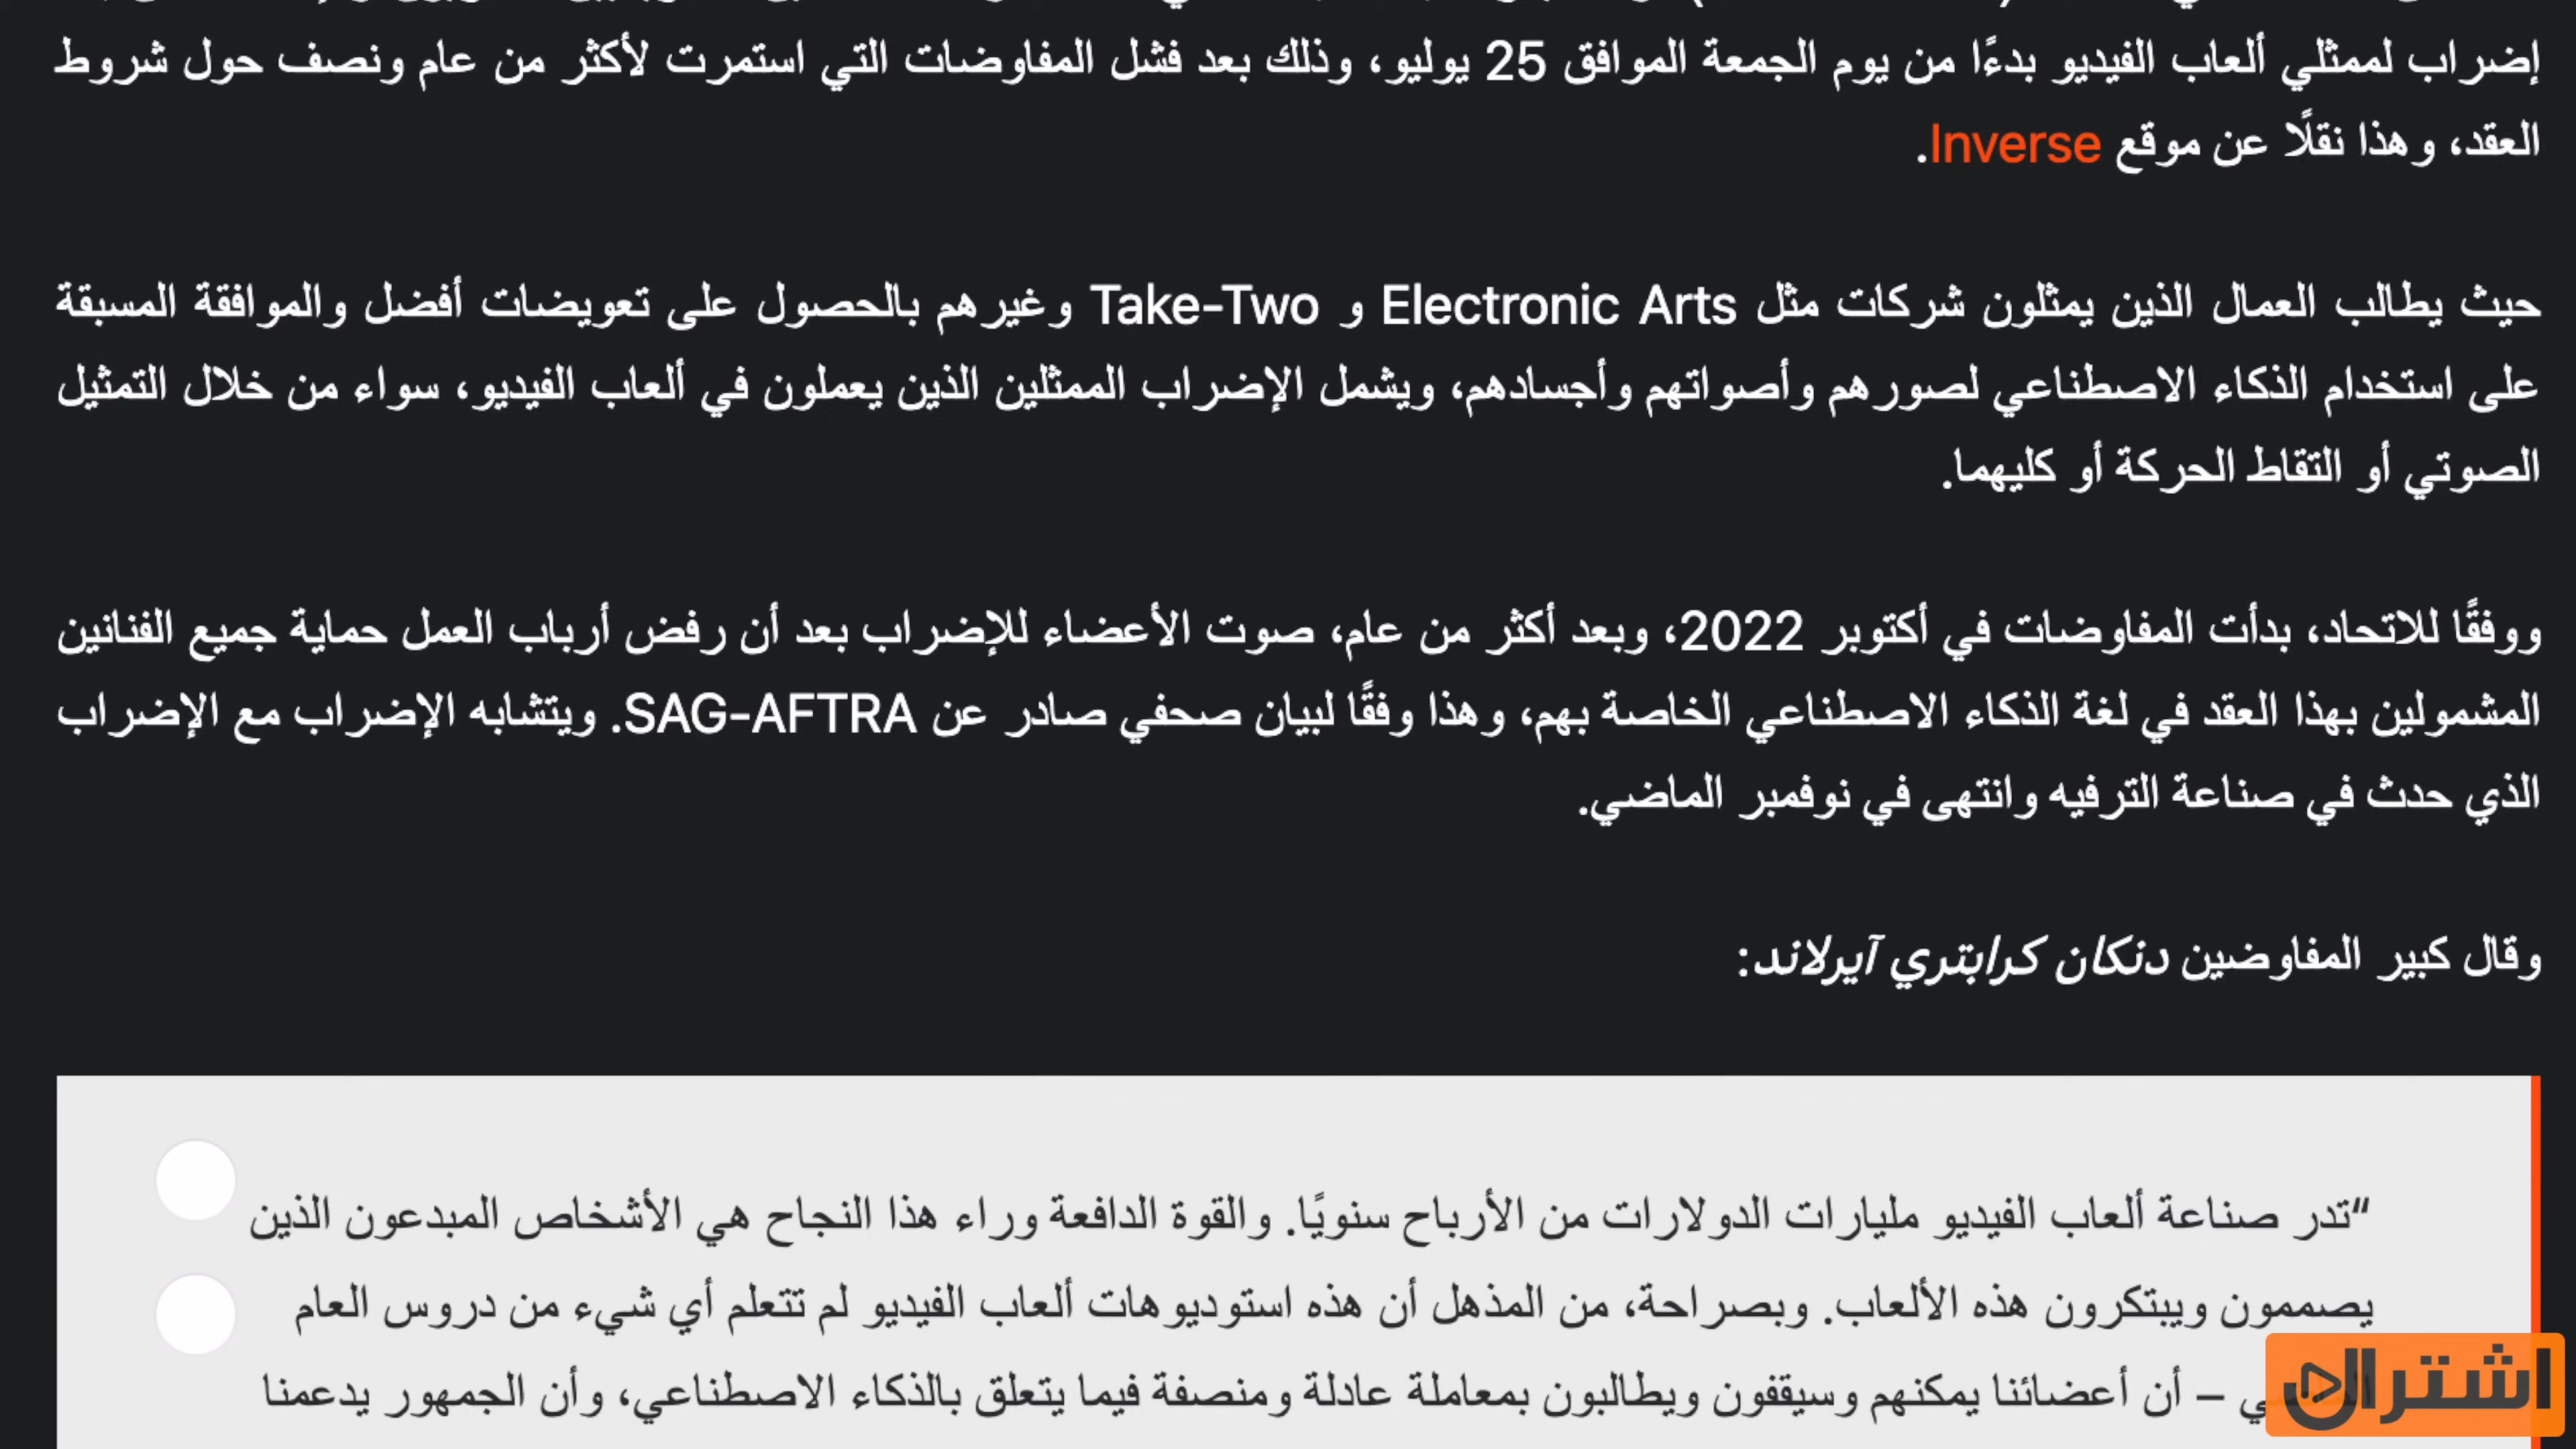 إضراب لممثلي ألعاب الفيديو بدءًا من يوم الجمعة الموافق 25 يوليو، وذلك بعد فشل المفاوضات التي استمرت لأكثر من عام ونصف حول شروط
العقد، وهذا نقلًا عن موقع Inverse.
حيث يطالب العمال الذين يمثلون شركات مثل Electronic Arts و Take-Two وغيرهم بالحصول على تعويضات أفضل والموافقة المسبقة
على استخدام الذكاء الاصطناعي لصورهم وأصواتهم وأجسادهم، ويشمل الإضراب الممثلين الذين يعملون في ألعاب الفيديو، سواء من خلال التمثيل
الصوتي أو التقاط الحركة أو كليهما.
ووفقًا للاتحاد، بدأت المفاوضات في أكتوبر 2022، وبعد أكثر من عام، صوت الأعضاء للإضراب بعد أن رفض أرباب العمل حماية جميع الفنانين
المشمولين بهذا العقد في لغة الذكاء الاصطناعي الخاصة بهم، وهذا وفقًا لبيان صحفي صادر عن SAG-AFTRA. ويتشابه الإضراب مع الإضراب
الذي حدث في صناعة الترفيه وانتهى في نوفمبر الماضي.
وقال كبير المفاوضين دنكان كرابتري آيرلاند:
“تدر صناعة ألعاب الفيديو مليارات الدولارات من الأرباح سنويًا. والقوة الدافعة وراء هذا النجاح هي الأشخاص المبدعون الذين
يصممون ويبتكرون هذه الألعاب. وبصراحة، من المذهل أن هذه استوديوهات ألعاب الفيديو لم تتعلم أي شيء من دروس العام
– أن أعضائنا يمكنهم وسيقفون ويطالبون بمعاملة عادلة ومنصفة فيما يتعلق بالذكاء الاصطناعي، وأن الجمهور يدعمنا
اشترال